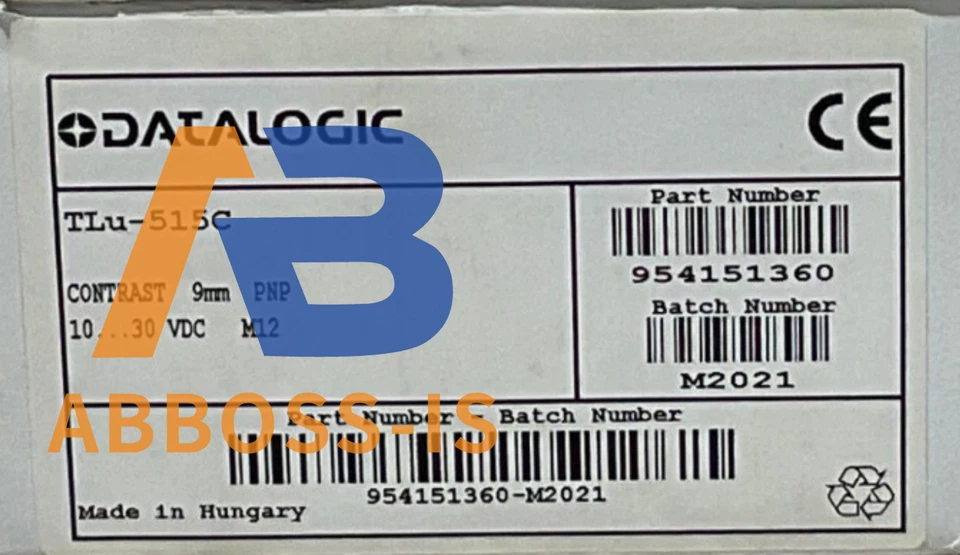 DATALOGIC CE
TLu-515C
CONTRAST 9mm PNP
10...30 VDC M12
Part Number
954151360
Batch Number
M2021
AB
ABBOSS-IS
Part Number - Batch Number
954151360-M2021
Made in Hungary